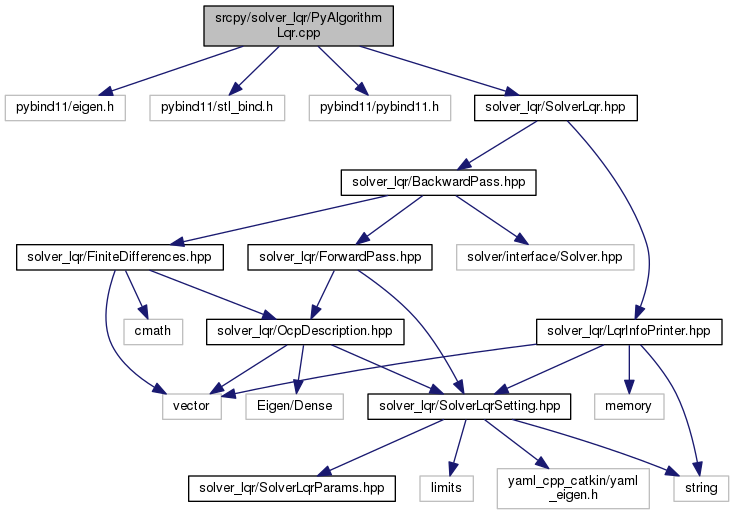 srcpy/solver_lqr/PyAlgorithm
Lqr.cpp
pybind11/eigen.h
pybind11/stl_bind.h
pybind11/pybind11.h
solver_lqr/SolverLqr.hpp
solver_lqr/BackwardPass.hpp
solver_lqr/FiniteDifferences.hpp
solver_lqr/ForwardPass.hpp
solver/interface/Solver.hpp
cmath
solver_lqr/OcpDescription.hpp
solver_lqr/LqrInfoPrinter.hpp
vector
Eigen/Dense
solver_lqr/SolverLqrSetting.hpp
memory
solver_lqr/SolverLqrParams.hpp
limits
yaml_cpp_catkin/yaml
_eigen.h
string